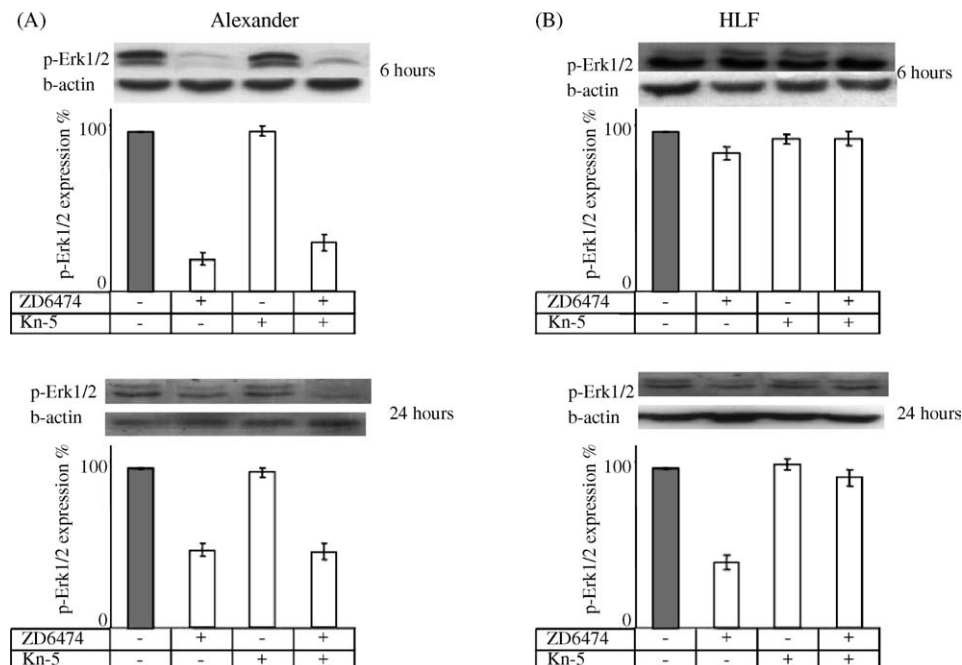 (A) Alexander
p-Erk1/2
b-actin
6 hours
p-Erk1/2 expression %
100
0
ZD6474 - + - +
Kn-5 - - + +
p-Erk1/2
b-actin
24 hours
p-Erk1/2 expression %
100
0
ZD6474 - + - +
Kn-5 - - + +
(B) HLF
p-Erk1/2
b-actin
6 hours
p-Erk1/2 expression %
100
0
ZD6474 - + - +
Kn-5 - - + +
p-Erk1/2
b-actin
24 hours
p-Erk1/2 expression %
100
0
ZD6474 - + - +
Kn-5 - - + +